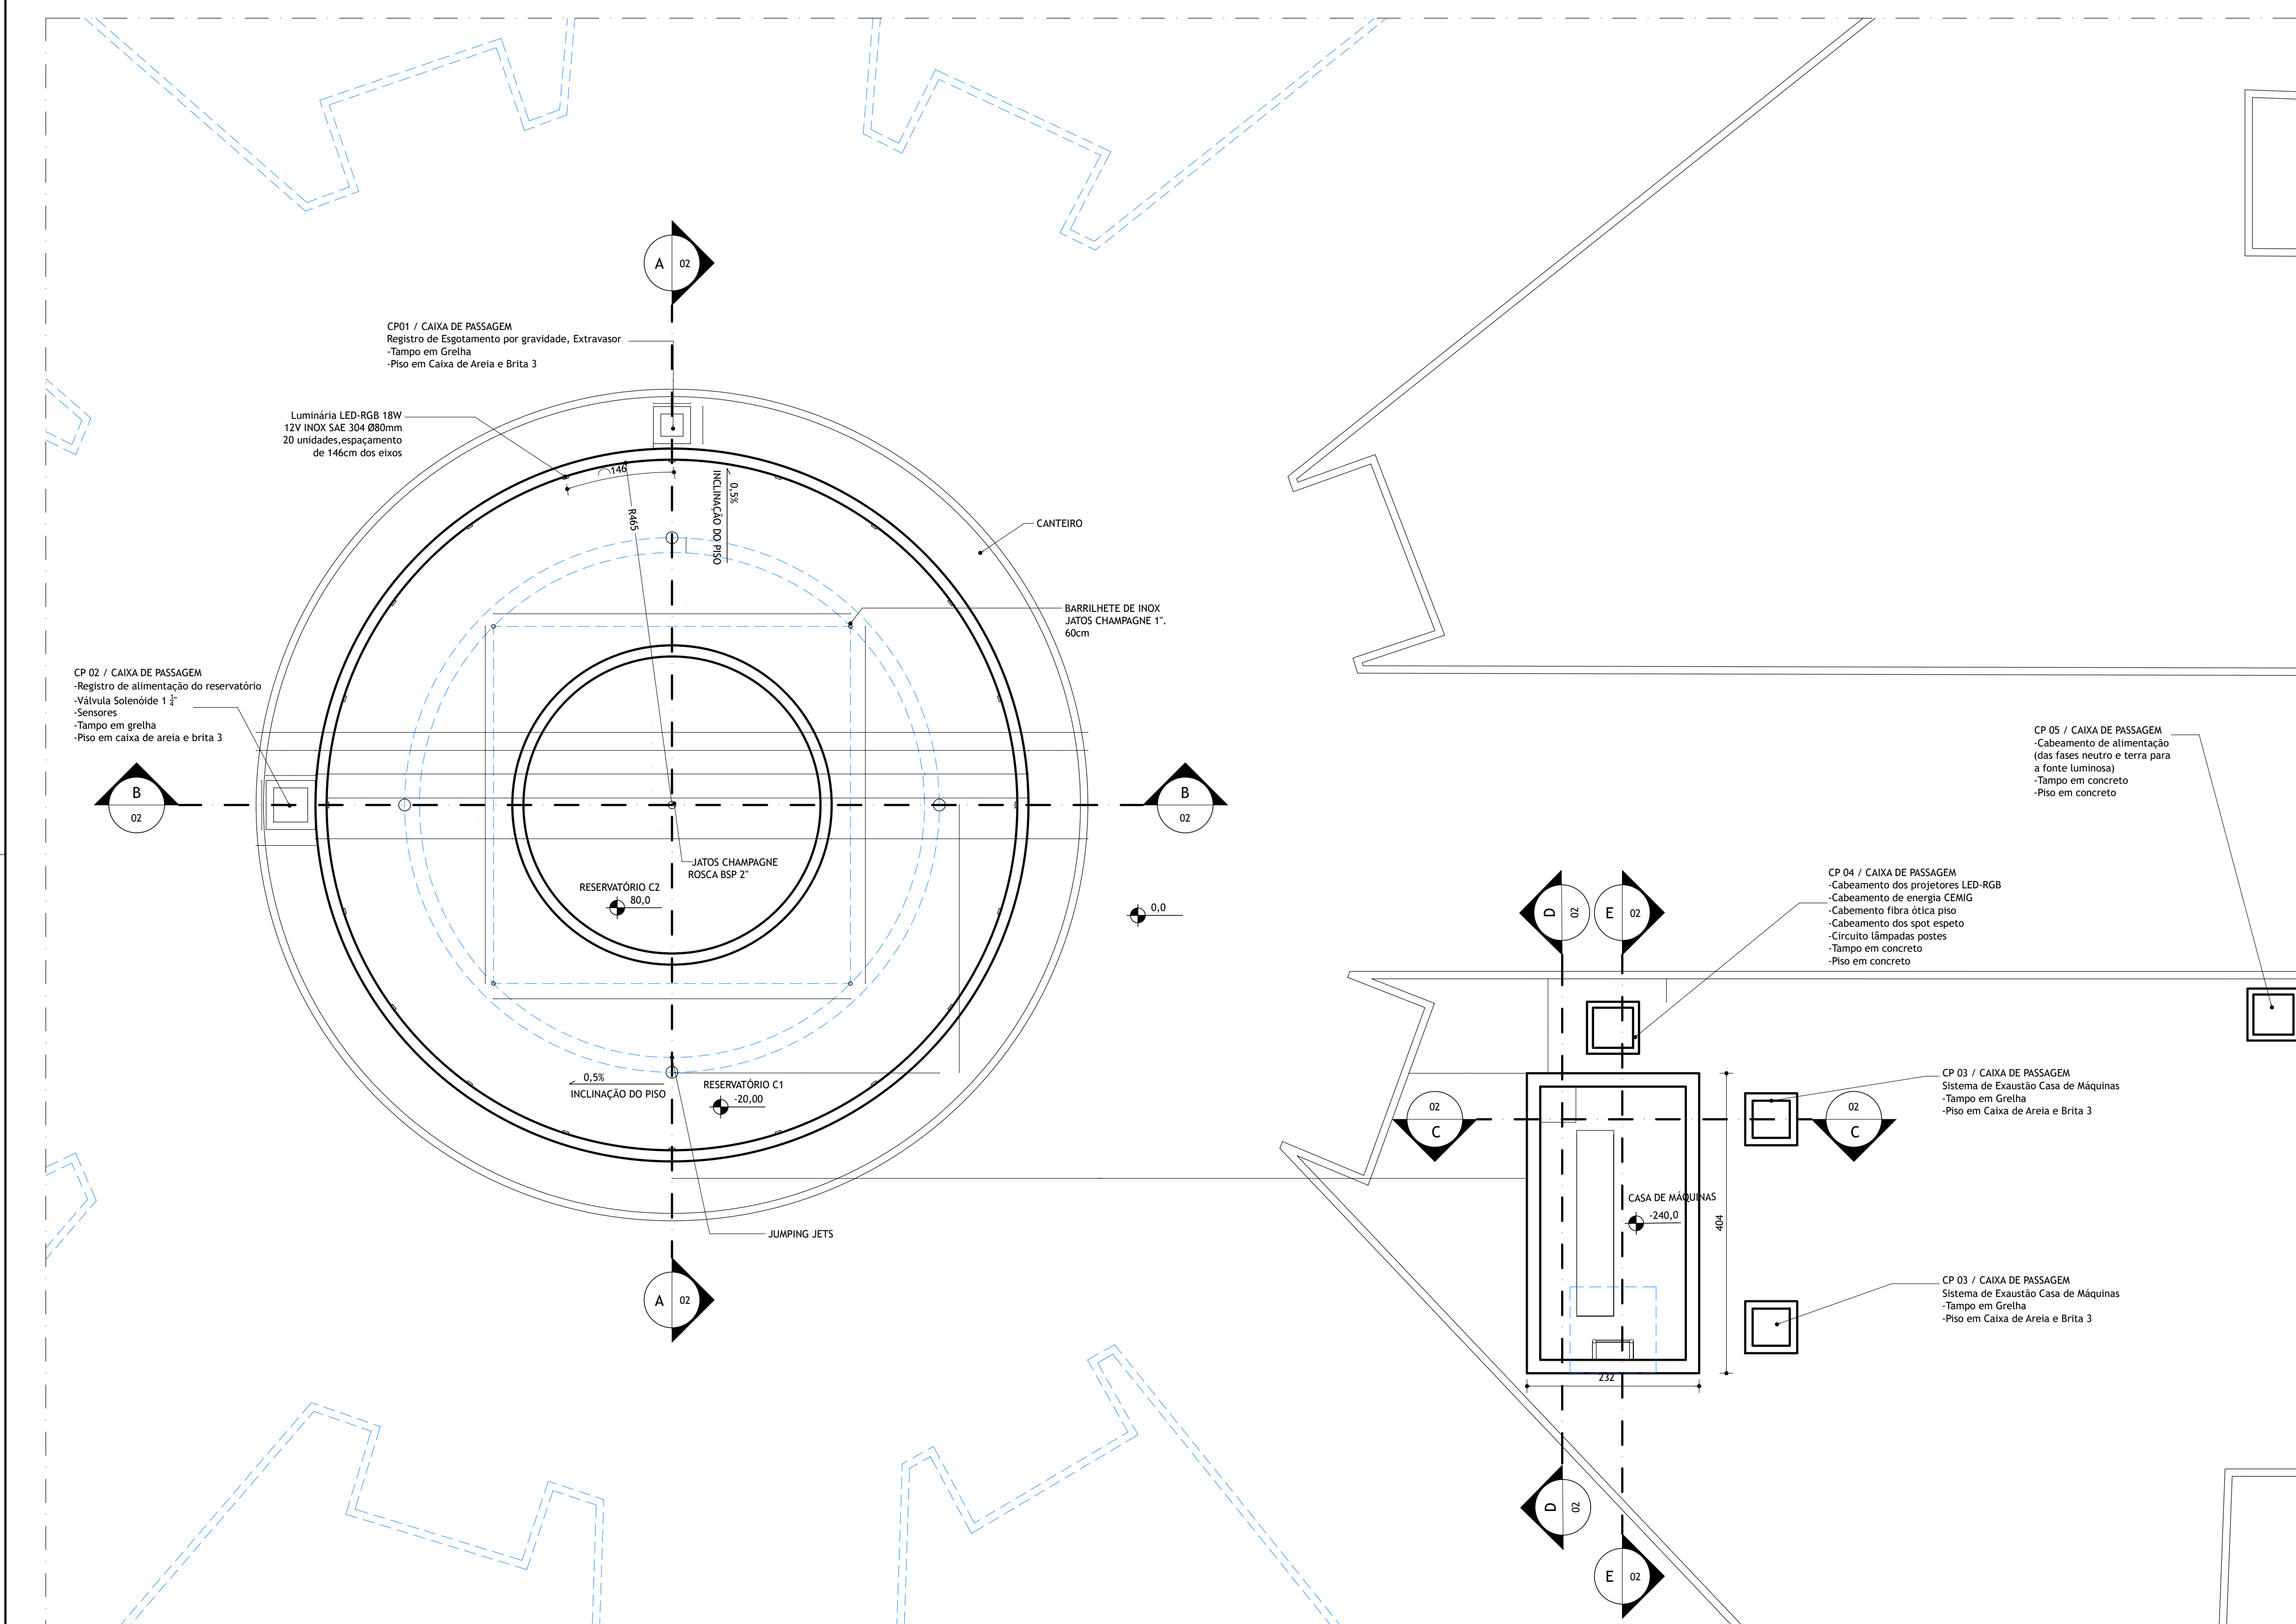 A 02
CP01 / CAIXA DE PASSAGEM
Registro de Esgotamento por gravidade, Extravasor
-Tampo em Grelha
-Piso em Caixa de Areia e Brita 3
Luminária LED-RGB 18W
12V INOX SAE 304 Ø80mm
20 unidades,espaçamento
de 146cm dos eixos
146
R465
0,5%
INCLINAÇÃO DO PISO
CANTEIRO
BARRILHETE DE INOX
JATOS CHAMPAGNE 1".
60cm
CP 02 / CAIXA DE PASSAGEM
-Registro de alimentação do reservatório
-Válvula Solenóide 1 1/4"
-Sensores
-Tampo em grelha
-Piso em caixa de areia e brita 3
B
02
B
02
JATOS CHAMPAGNE
ROSCA BSP 2"
RESERVATÓRIO C2
80,0
0,0
0,5%
INCLINAÇÃO DO PISO
RESERVATÓRIO C1
-20,00
JUMPING JETS
A 02
CP 05 / CAIXA DE PASSAGEM
-Cabeamento de alimentação
(das fases neutro e terra para
a fonte luminosa)
-Tampo em concreto
-Piso em concreto
CP 04 / CAIXA DE PASSAGEM
-Cabeamento dos projetores LED-RGB
-Cabeamento de energia CEMIG
-Cabemento fibra ótica piso
-Cabeamento dos spot espeto
-Circuito lâmpadas postes
-Tampo em concreto
-Piso em concreto
D 02
E 02
CP 03 / CAIXA DE PASSAGEM
Sistema de Exaustão Casa de Máquinas
-Tampo em Grelha
-Piso em Caixa de Areia e Brita 3
02
C
02
C
CASA DE MÁQUINAS
-240,0
404
232
CP 03 / CAIXA DE PASSAGEM
Sistema de Exaustão Casa de Máquinas
-Tampo em Grelha
-Piso em Caixa de Areia e Brita 3
D 02
E 02